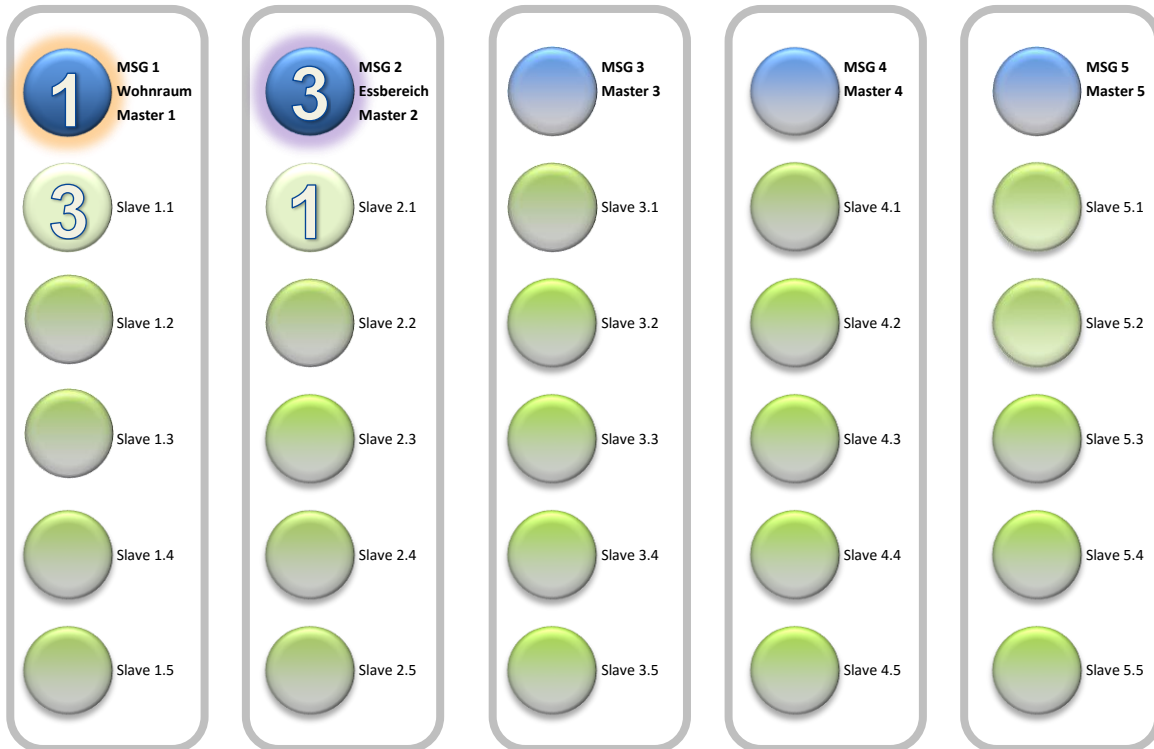 1
MSG 1
Wohnraum
Master 1
3
Slave 1.1
Slave 1.2
Slave 1.3
Slave 1.4
Slave 1.5
3
MSG 2
Essbereich
Master 2
1
Slave 2.1
Slave 2.2
Slave 2.3
Slave 2.4
Slave 2.5
MSG 3
Master 3
Slave 3.1
Slave 3.2
Slave 3.3
Slave 3.4
Slave 3.5
MSG 4
Master 4
Slave 4.1
Slave 4.2
Slave 4.3
Slave 4.4
Slave 4.5
MSG 5
Master 5
Slave 5.1
Slave 5.2
Slave 5.3
Slave 5.4
Slave 5.5